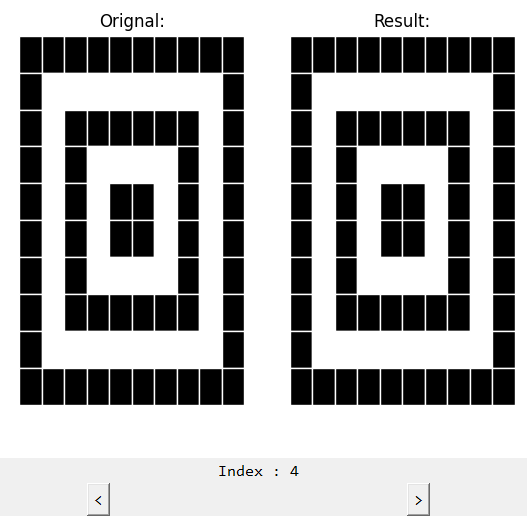 Orignal:
Result:
Index : 4
<
>